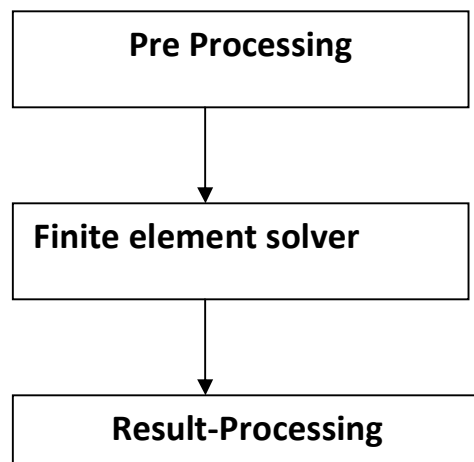 Pre Processing
Finite element solver
Result-Processing